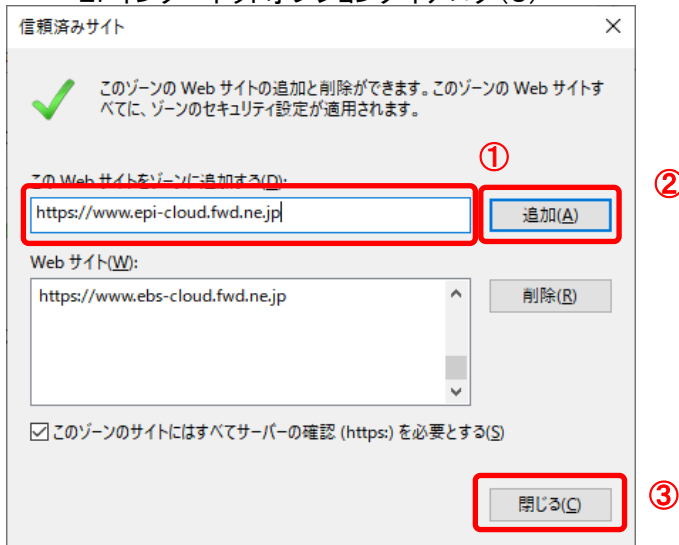 信頼済みサイト
このゾーンの Web サイトの追加と削除ができます。このゾーンの Web サイトす
べてに、ゾーンのセキュリティ設定が適用されます。
①
この Web サイトをゾーンに追加する(D):
②
https://www.epi-cloud.fwd.ne.jp
追加(A)
Web サイト(W):
https://www.ebs-cloud.fwd.ne.jp
削除(R)
このゾーンのサイトにはすべてサーバーの確認 (https:) を必要とする(S)
閉じる(C)
③